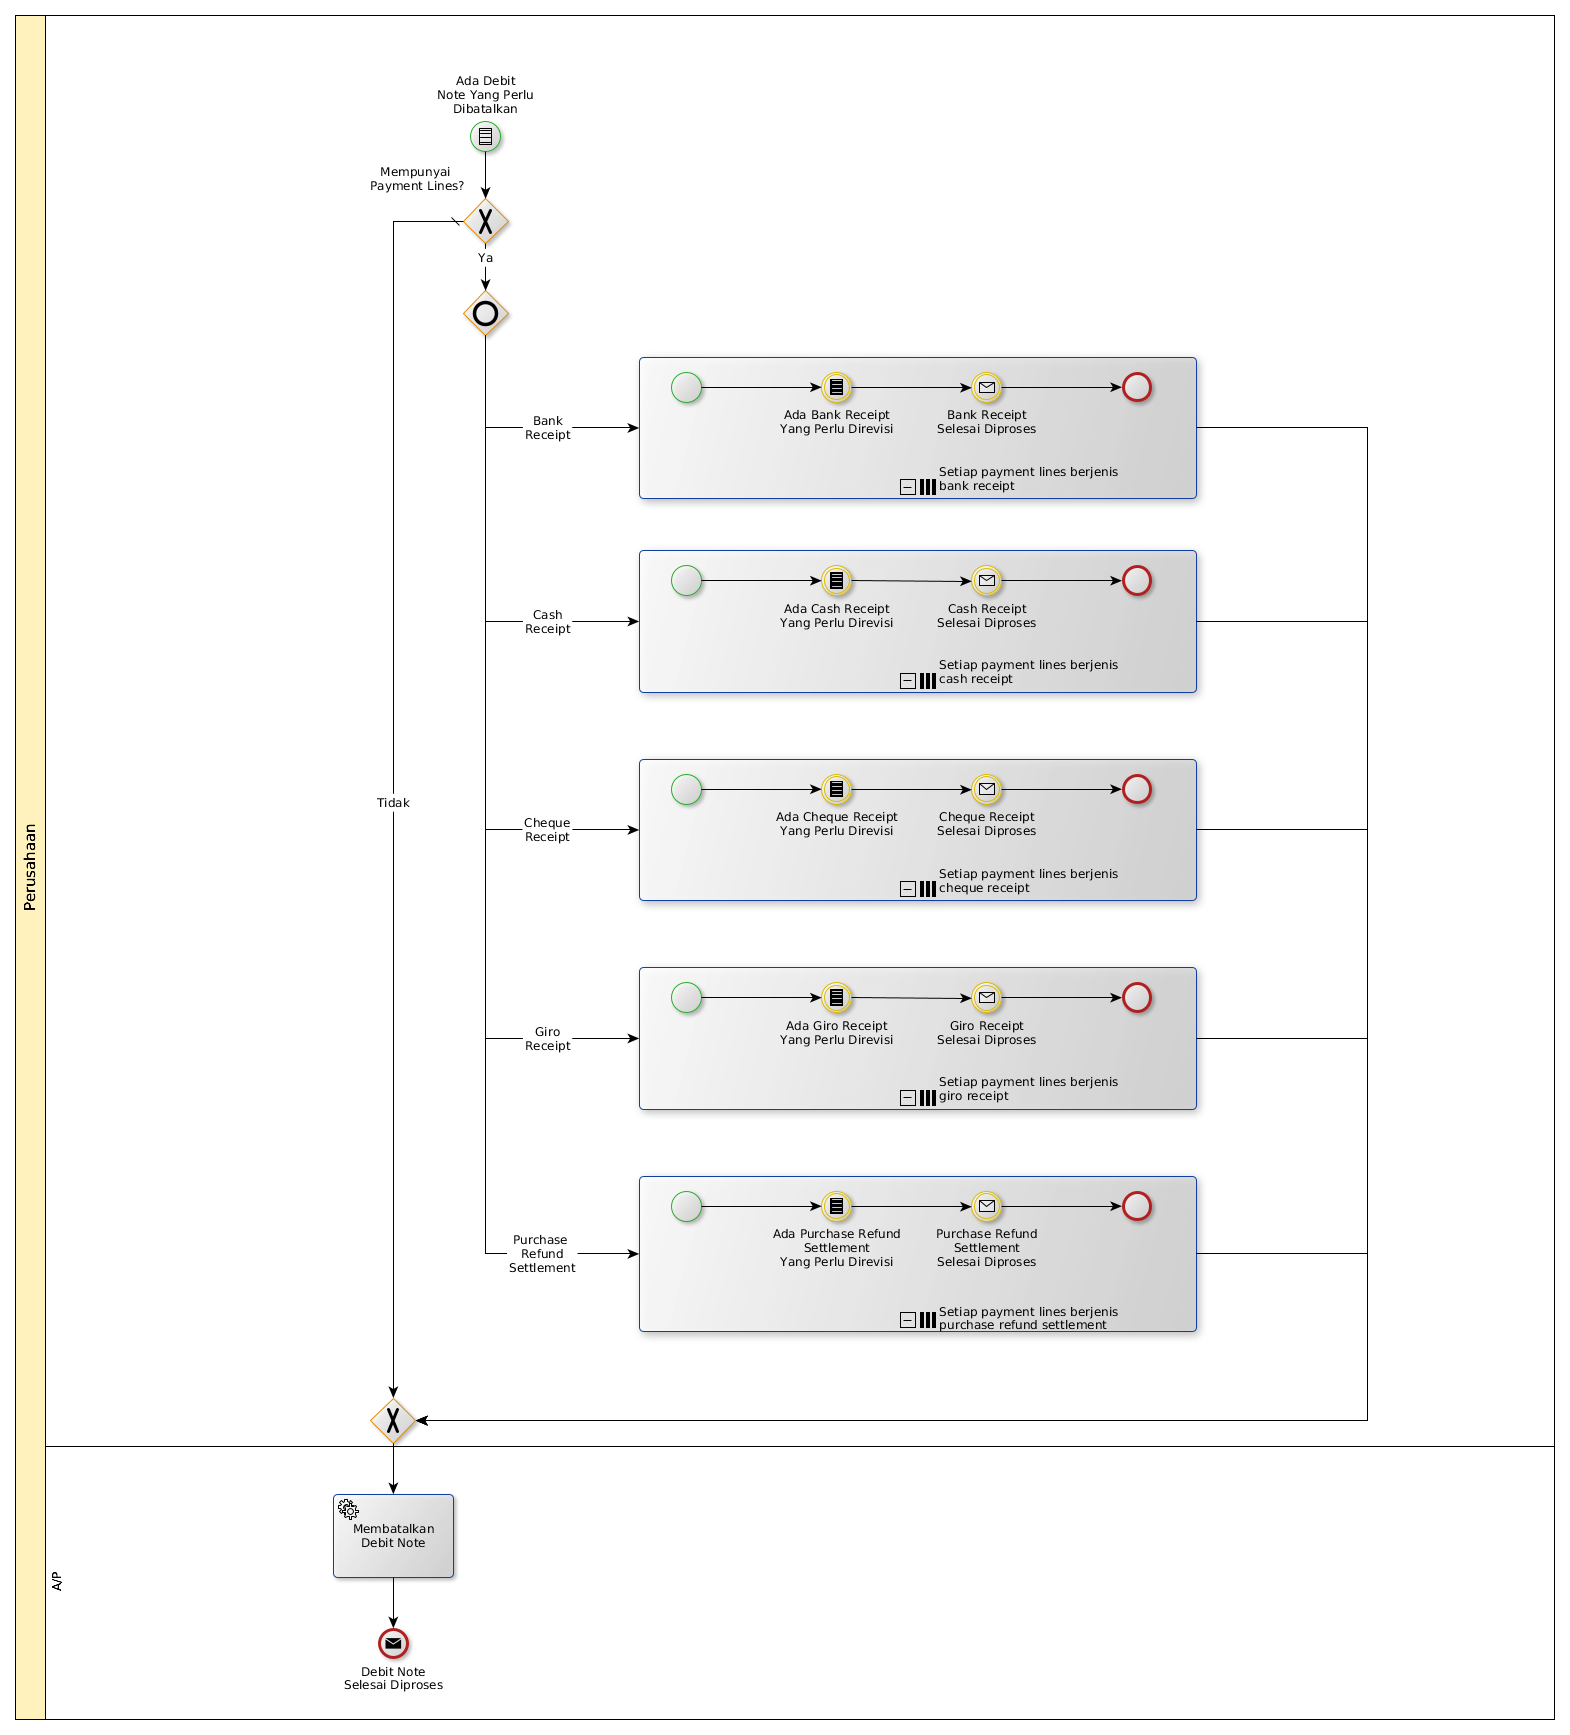 Ada Debit
Note Yang Perlu
Dibatalkan
Mempunyai
Payment Lines?
Ya
Bank
Receipt
Ada Bank Receipt
Yang Perlu Direvisi
Bank Receipt
Selesai Diproses
Setiap payment lines berjenis
bank receipt
Cash
Receipt
Ada Cash Receipt
Yang Perlu Direvisi
Cash Receipt
Selesai Diproses
Setiap payment lines berjenis
cash receipt
Tidak
Cheque
Receipt
Ada Cheque Receipt
Yang Perlu Direvisi
Cheque Receipt
Selesai Diproses
Setiap payment lines berjenis
cheque receipt
Perusahaan
Giro
Receipt
Ada Giro Receipt
Yang Perlu Direvisi
Giro Receipt
Selesai Diproses
Setiap payment lines berjenis
giro receipt
Purchase
Refund
Settlement
Ada Purchase Refund
Settlement
Yang Perlu Direvisi
Purchase Refund
Settlement
Selesai Diproses
Setiap payment lines berjenis
purchase refund settlement
A/P
Membatalkan
Debit Note
Debit Note
Selesai Diproses